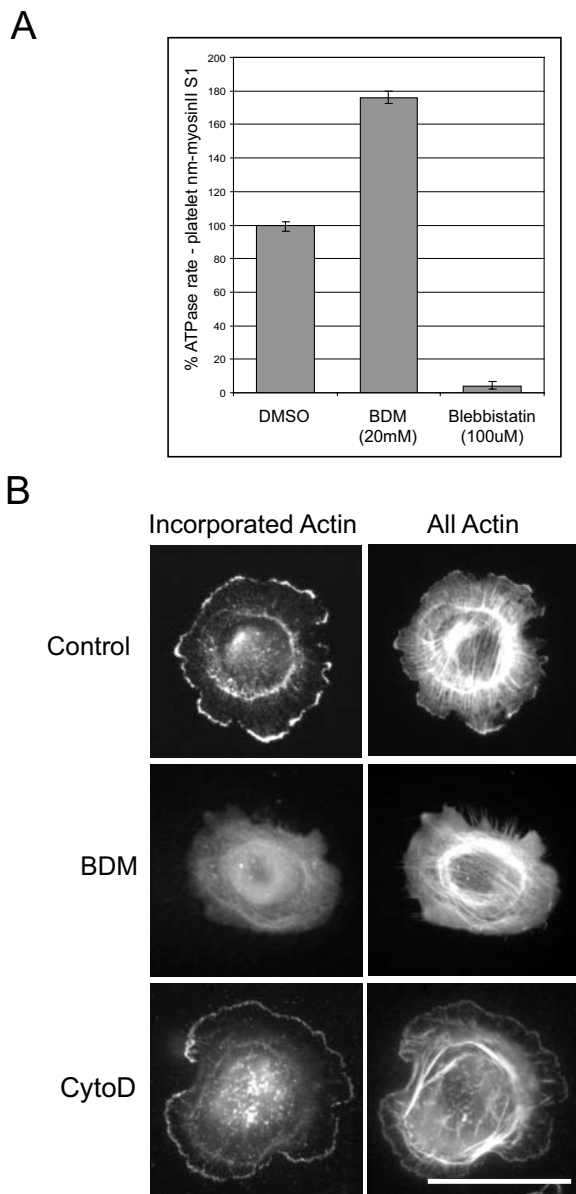 A
% ATPase rate - platelet nm-myosinII S1
200
180
160
140
120
100
80
60
40
20
0
DMSO
BDM
(20mM)
Blebbistatin
(100uM)
B
Incorporated Actin
All Actin
Control
BDM
CytoD